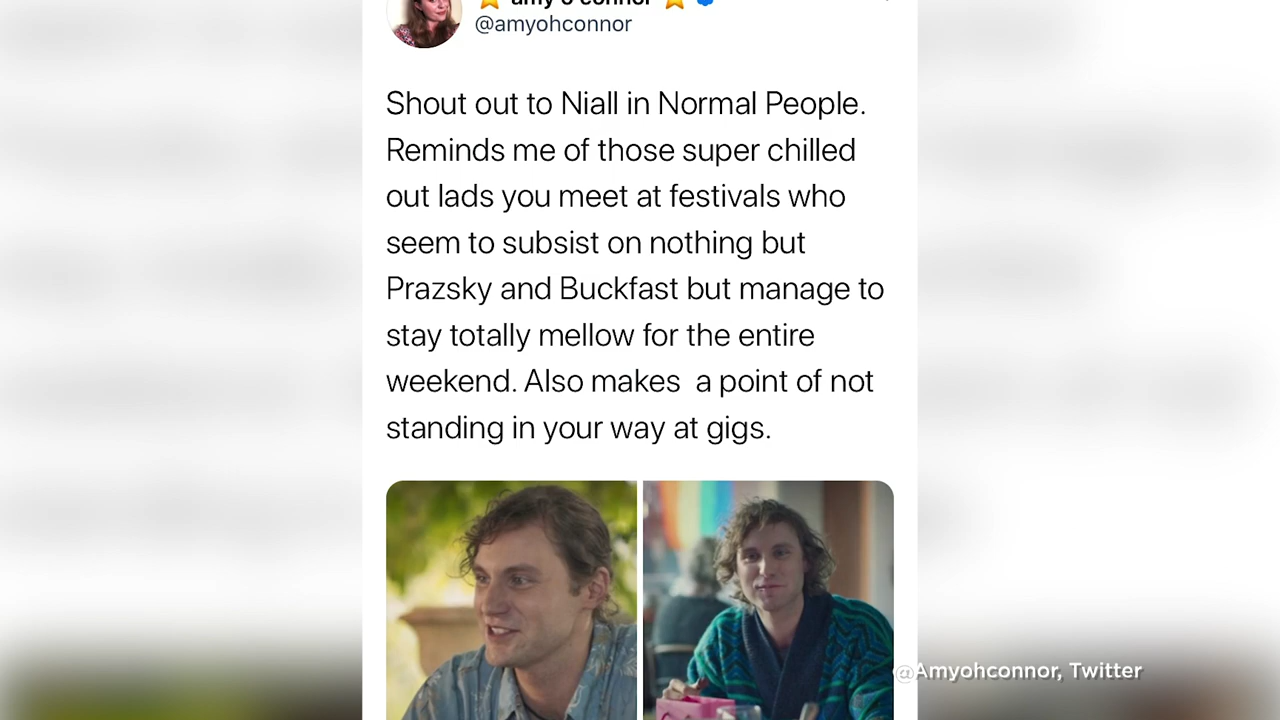 ⭐ amy o connor ⭐
@amyohconnor
Shout out to Niall in Normal People.
Reminds me of those super chilled
out lads you meet at festivals who
seem to subsist on nothing but
Prazsky and Buckfast but manage to
stay totally mellow for the entire
weekend. Also makes  a point of not
standing in your way at gigs.
@Amyohconnor, Twitter